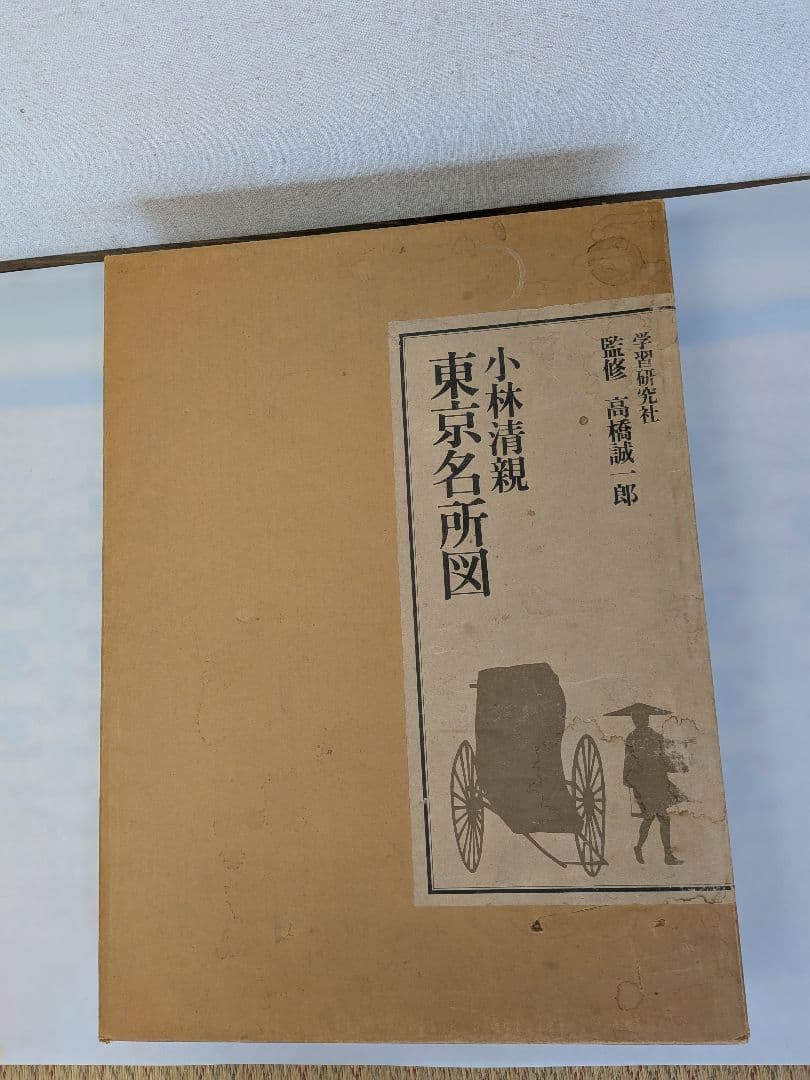 学習研究社
監修 高橋誠一郎
小林清親
東京名所図